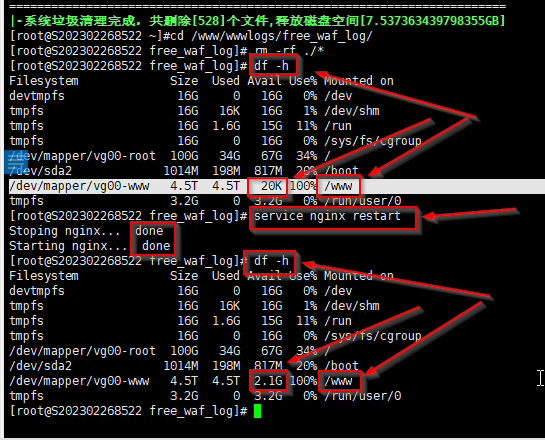 ===============================================================
|-系统垃圾清理完成。共删除[528]个文件,释放磁盘空间[7.53736343979835​5GB]
[root@S202302268522 ~]#cd /www/wwwlogs/free_waf_log/
[root@S202302268522 free_waf_log]# rm -rf ./*
[root@S202302268522 free_waf_log]# df -h
Filesystem Size Used Avail Use% Mounted on
devtmpfs 16G 0 16G 0% /dev
tmpfs 16G 16K 16G 1% /dev/shm
tmpfs 16G 1.6G 15G 11% /run
tmpfs 16G 0 16G 0% /sys/fs/cgroup
/dev/mapper/vg00-root 100G 34G 67G 34% /
/dev/sda2 1014M 198M 817M 20% /boot
/dev/mapper/vg00-www 4.5T 4.5T 20K 100% /www
tmpfs 3.2G 0 3.2G 0% /run/user/0
[root@S202302268522 free_waf_log]# service nginx restart
Stoping nginx... done
Starting nginx... done
[root@S202302268522 free_waf_log]# df -h
Filesystem Size Used Avail Use% Mounted on
devtmpfs 16G 0 16G 0% /dev
tmpfs 16G 16K 16G 1% /dev/shm
tmpfs 16G 1.6G 15G 11% /run
tmpfs 16G 0 16G 0% /sys/fs/cgroup
/dev/mapper/vg00-root 100G 34G 67G 34% /
/dev/sda2 1014M 198M 817M 20% /boot
/dev/mapper/vg00-www 4.5T 4.5T 2.1G 100% /www
tmpfs 3.2G 0 3.2G 0% /run/user/0
[root@S202302268522 free_waf_log]#